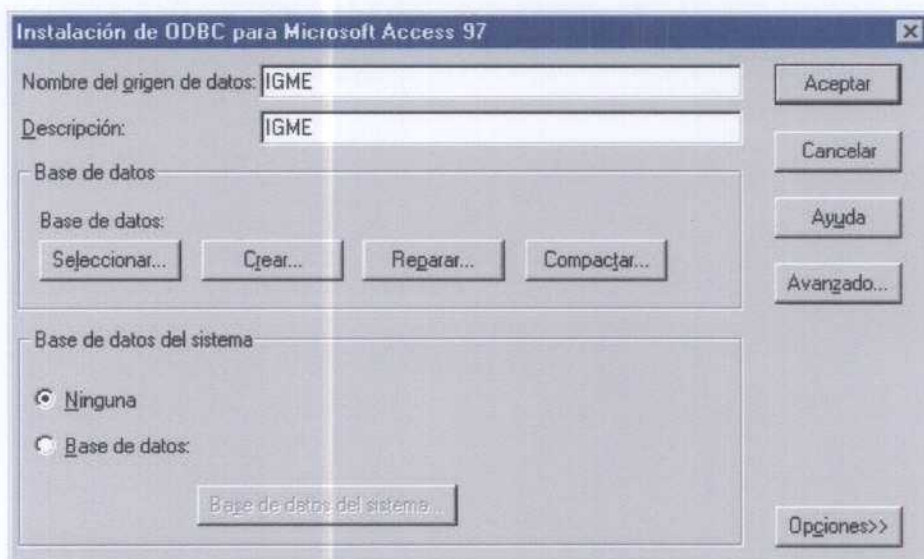 Instalación de ODBC para Microsoft Access 97
Nombre del origen de datos: IGME
Descripción: IGME
Aceptar
Cancelar
Ayuda
Avanzado...
Base de datos
Base de datos:
Seleccionar...
Crear...
Reparar...
Compactar...
Base de datos del sistema
Ninguna
Base de datos:
Base de datos del sistema...
Opciones>>